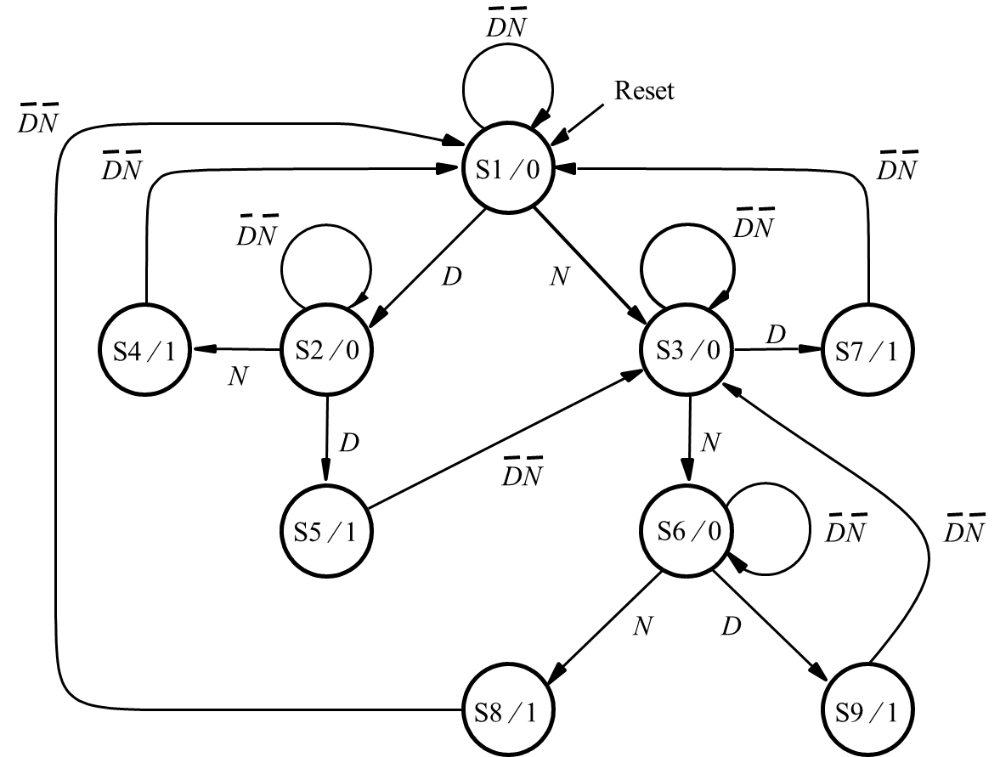 D̅N̅
Reset
D̅N̅
D̅N̅
S1/0
D̅N̅
D̅N̅
D̅N̅
D
N
S4/1
S2/0
S3/0
D
S7/1
N
D
N
D̅N̅
S5/1
S6/0
D̅N̅
D̅N̅
N
D
S8/1
S9/1